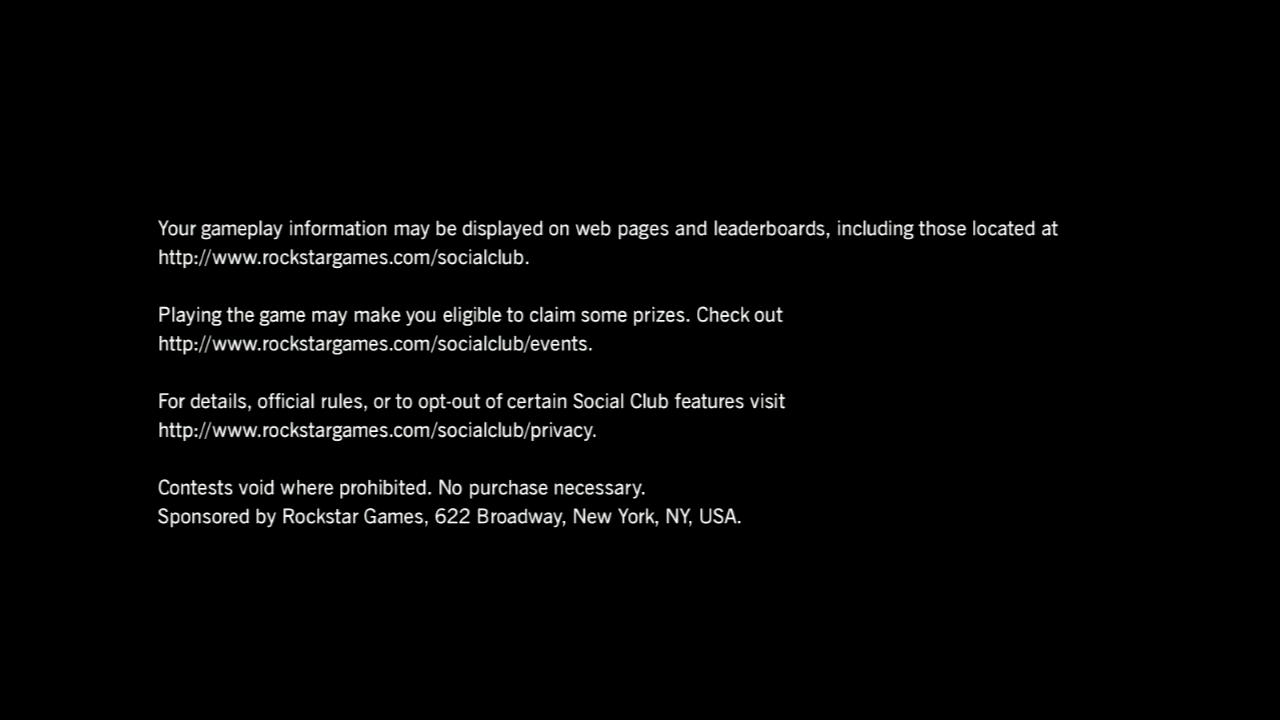 Your gameplay information may be displayed on web pages and leaderboards, including those located at
http://www.rockstargames.com/socialclub.
Playing the game may make you eligible to claim some prizes. Check out
http://www.rockstargames.com/socialclub/events.
For details, official rules, or to opt-out of certain Social Club features visit
http://www.rockstargames.com/socialclub/privacy.
Contests void where prohibited. No purchase necessary.
Sponsored by Rockstar Games, 622 Broadway, New York, NY, USA.